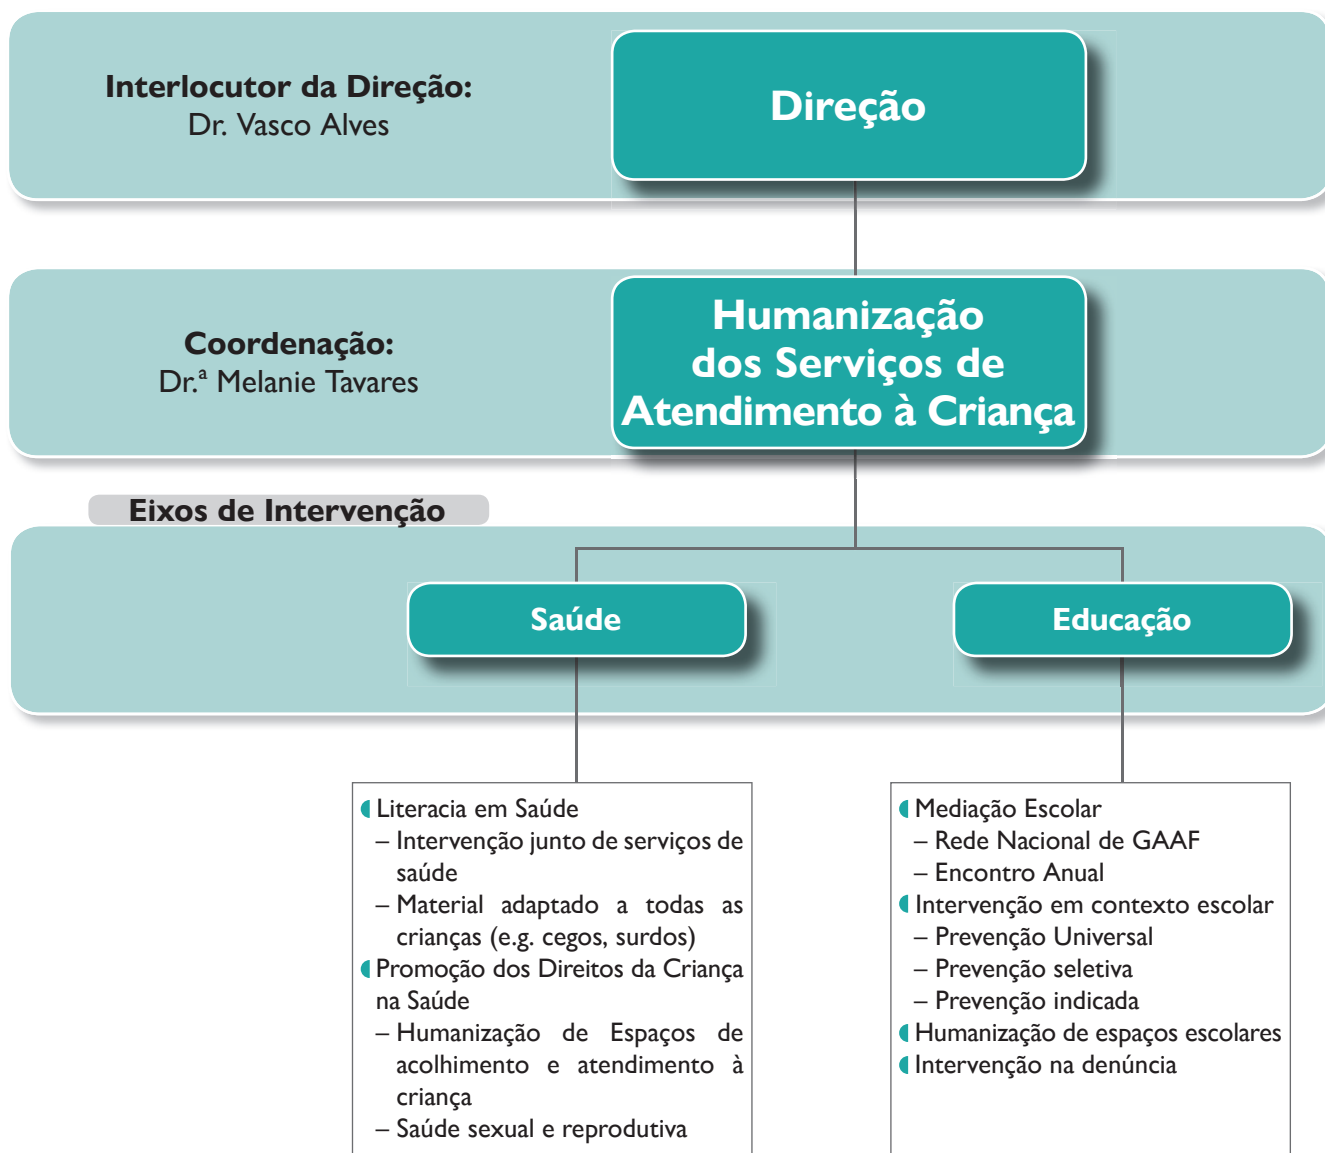 Interlocutor da Direção:
Dr. Vasco Alves
Direção
Coordenação:
Dr.ª Melanie Tavares
Humanização
dos Serviços de
Atendimento à Criança
Eixos de Intervenção
Saúde
Educação
Literacia em Saúde
– Intervenção junto de serviços de
saúde
– Material adaptado a todas as
crianças (e.g. cegos, surdos)
Promoção dos Direitos da Criança
na Saúde
– Humanização de Espaços de
acolhimento e atendimento à
criança
– Saúde sexual e reprodutiva
Mediação Escolar
– Rede Nacional de GAAF
– Encontro Anual
Intervenção em contexto escolar
– Prevenção Universal
– Prevenção seletiva
– Prevenção indicada
Humanização de espaços escolares
Intervenção na denúncia